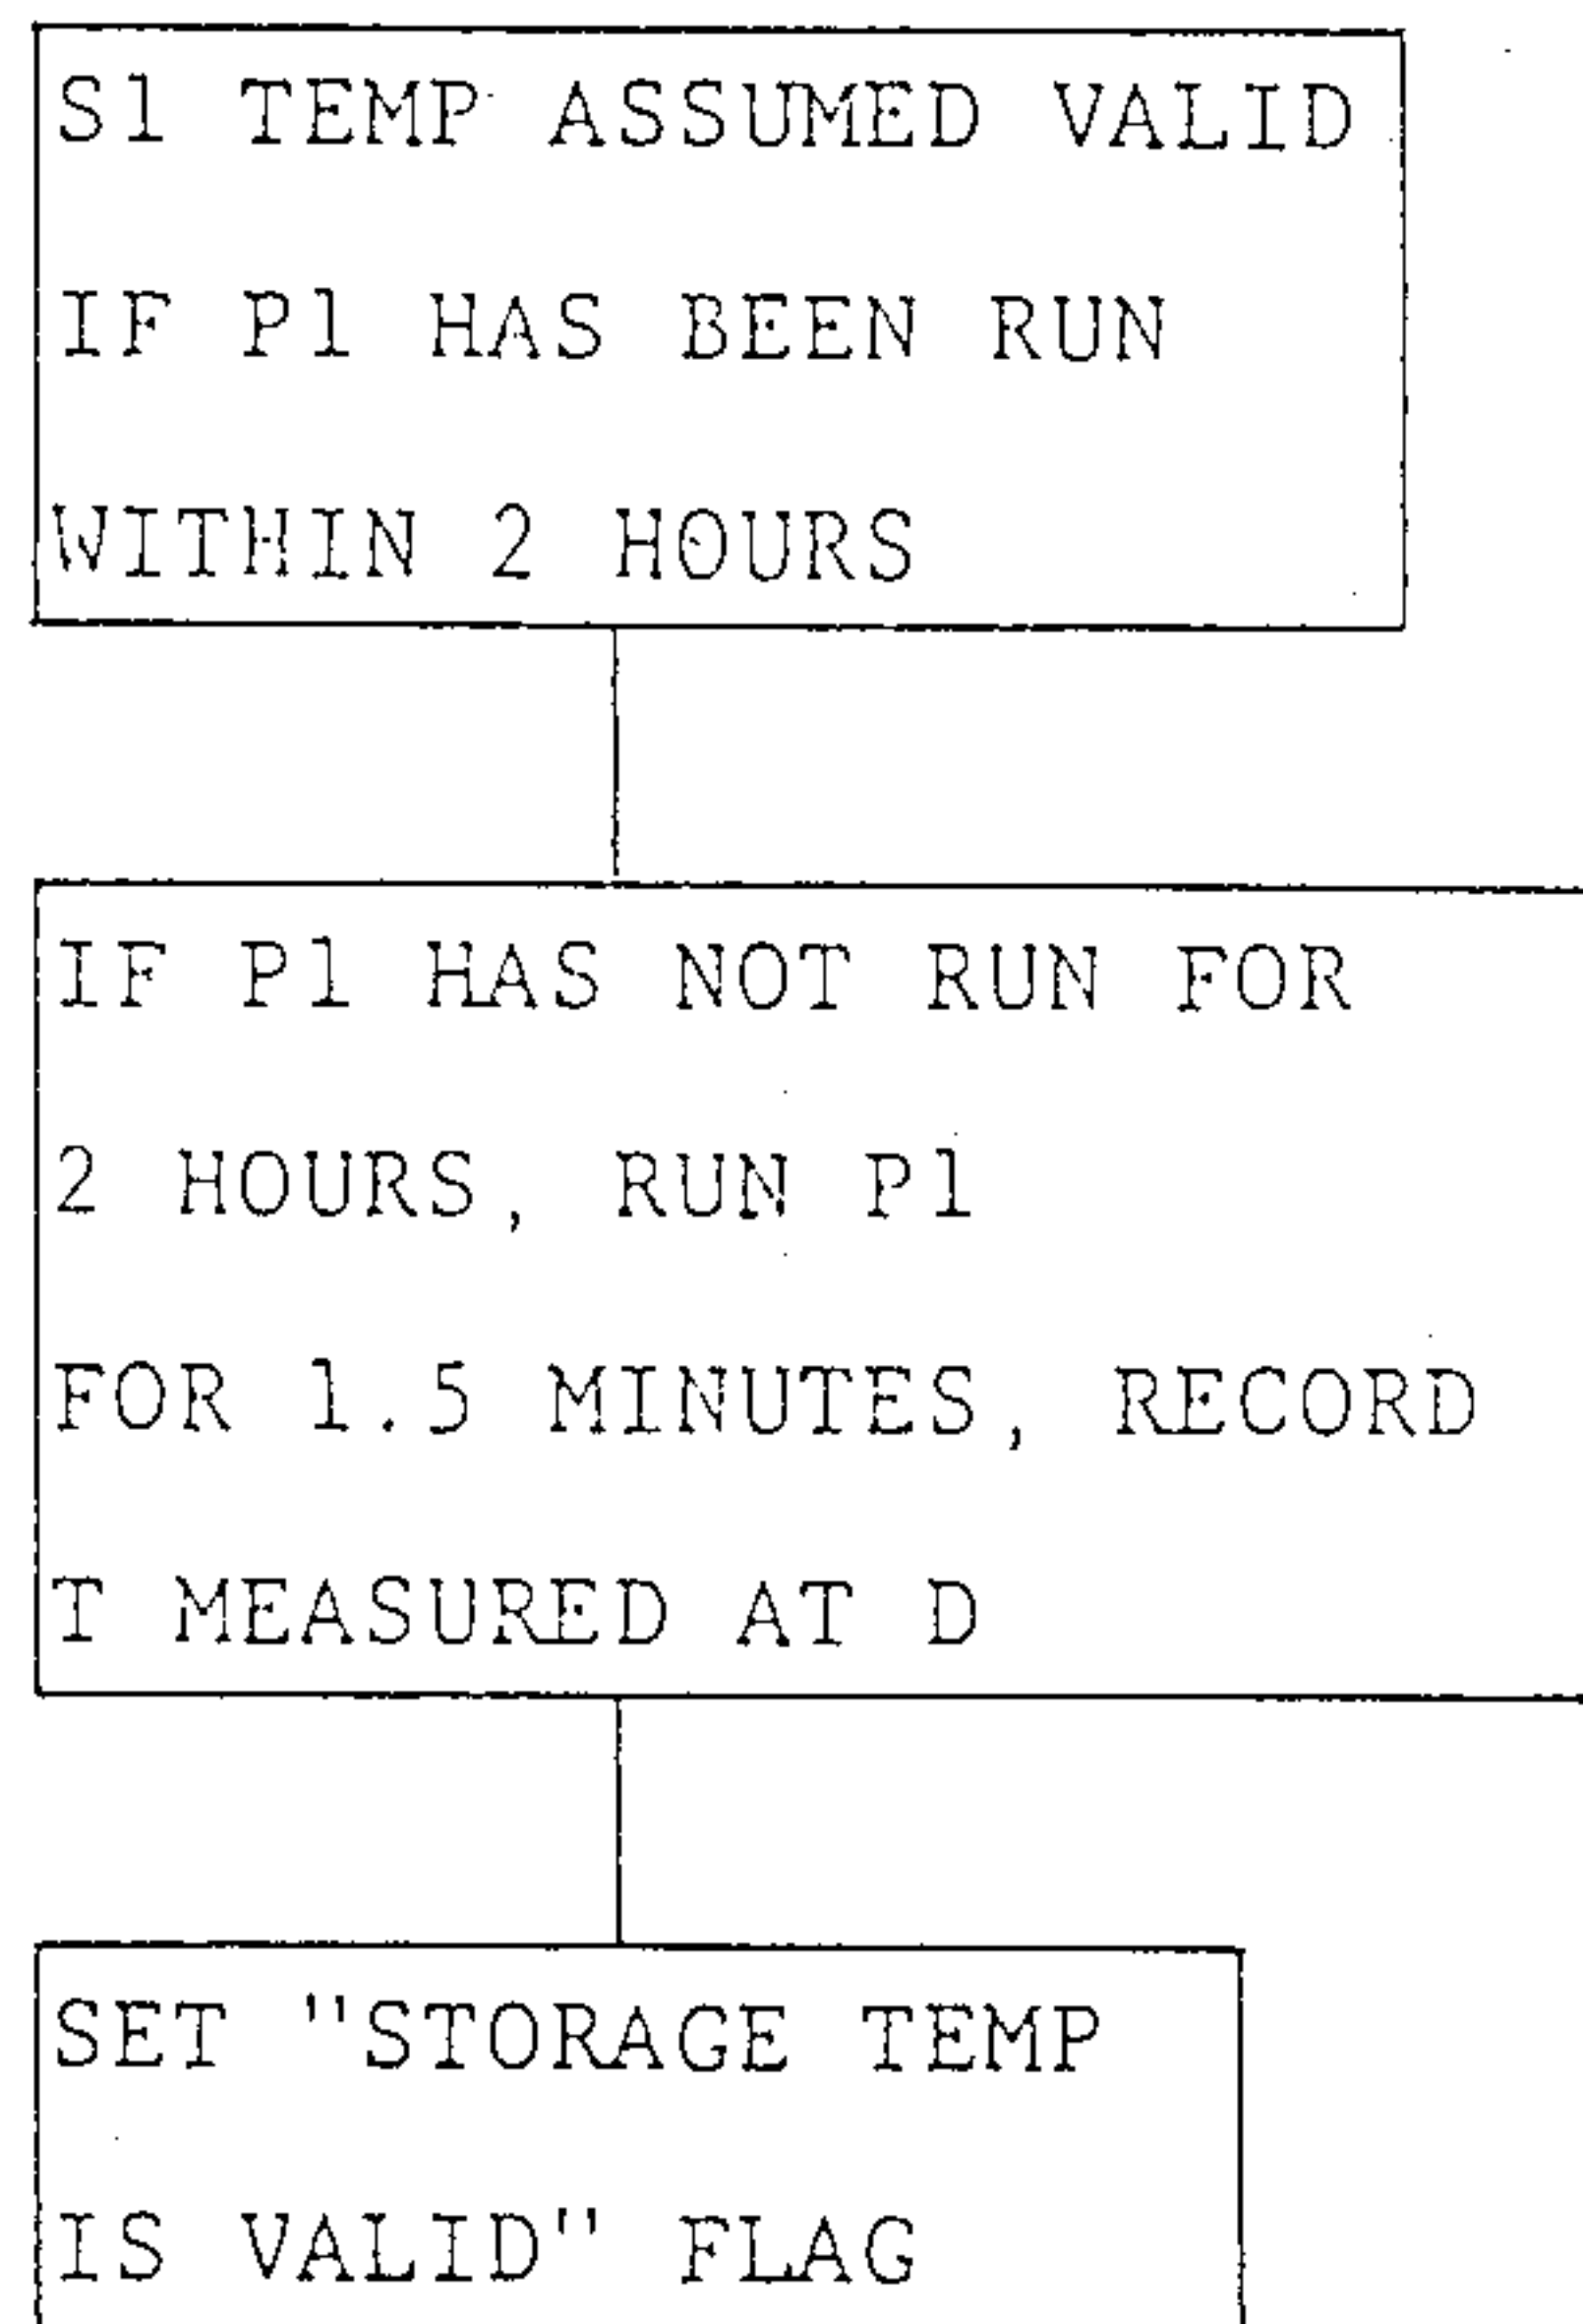 S1 TEMP ASSUMED VALID
IF P1 HAS BEEN RUN
WITHIN 2 HOURS
IF P1 HAS NOT RUN FOR
2 HOURS, RUN P1
FOR 1.5 MINUTES, RECORD
T MEASURED AT D
SET "STORAGE TEMP
IS VALID" FLAG